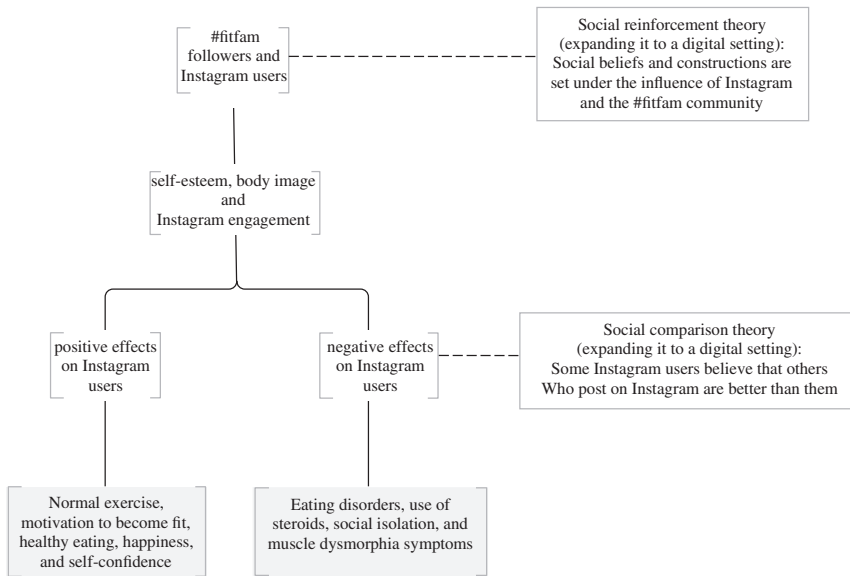 #fitfam
followers and
Instagram users
Social reinforcement theory
(expanding it to a digital setting):
Social beliefs and constructions are
set under the influence of Instagram
and the #fitfam community
self-esteem, body image
and
Instagram engagement
positive effects
on Instagram
users
negative effects
on Instagram
users
Social comparison theory
(expanding it to a digital setting):
Some Instagram users believe that others
Who post on Instagram are better than them
Normal exercise,
motivation to become fit,
healthy eating, happiness,
and self-confidence
Eating disorders, use of
steroids, social isolation, and
muscle dysmorphia symptoms